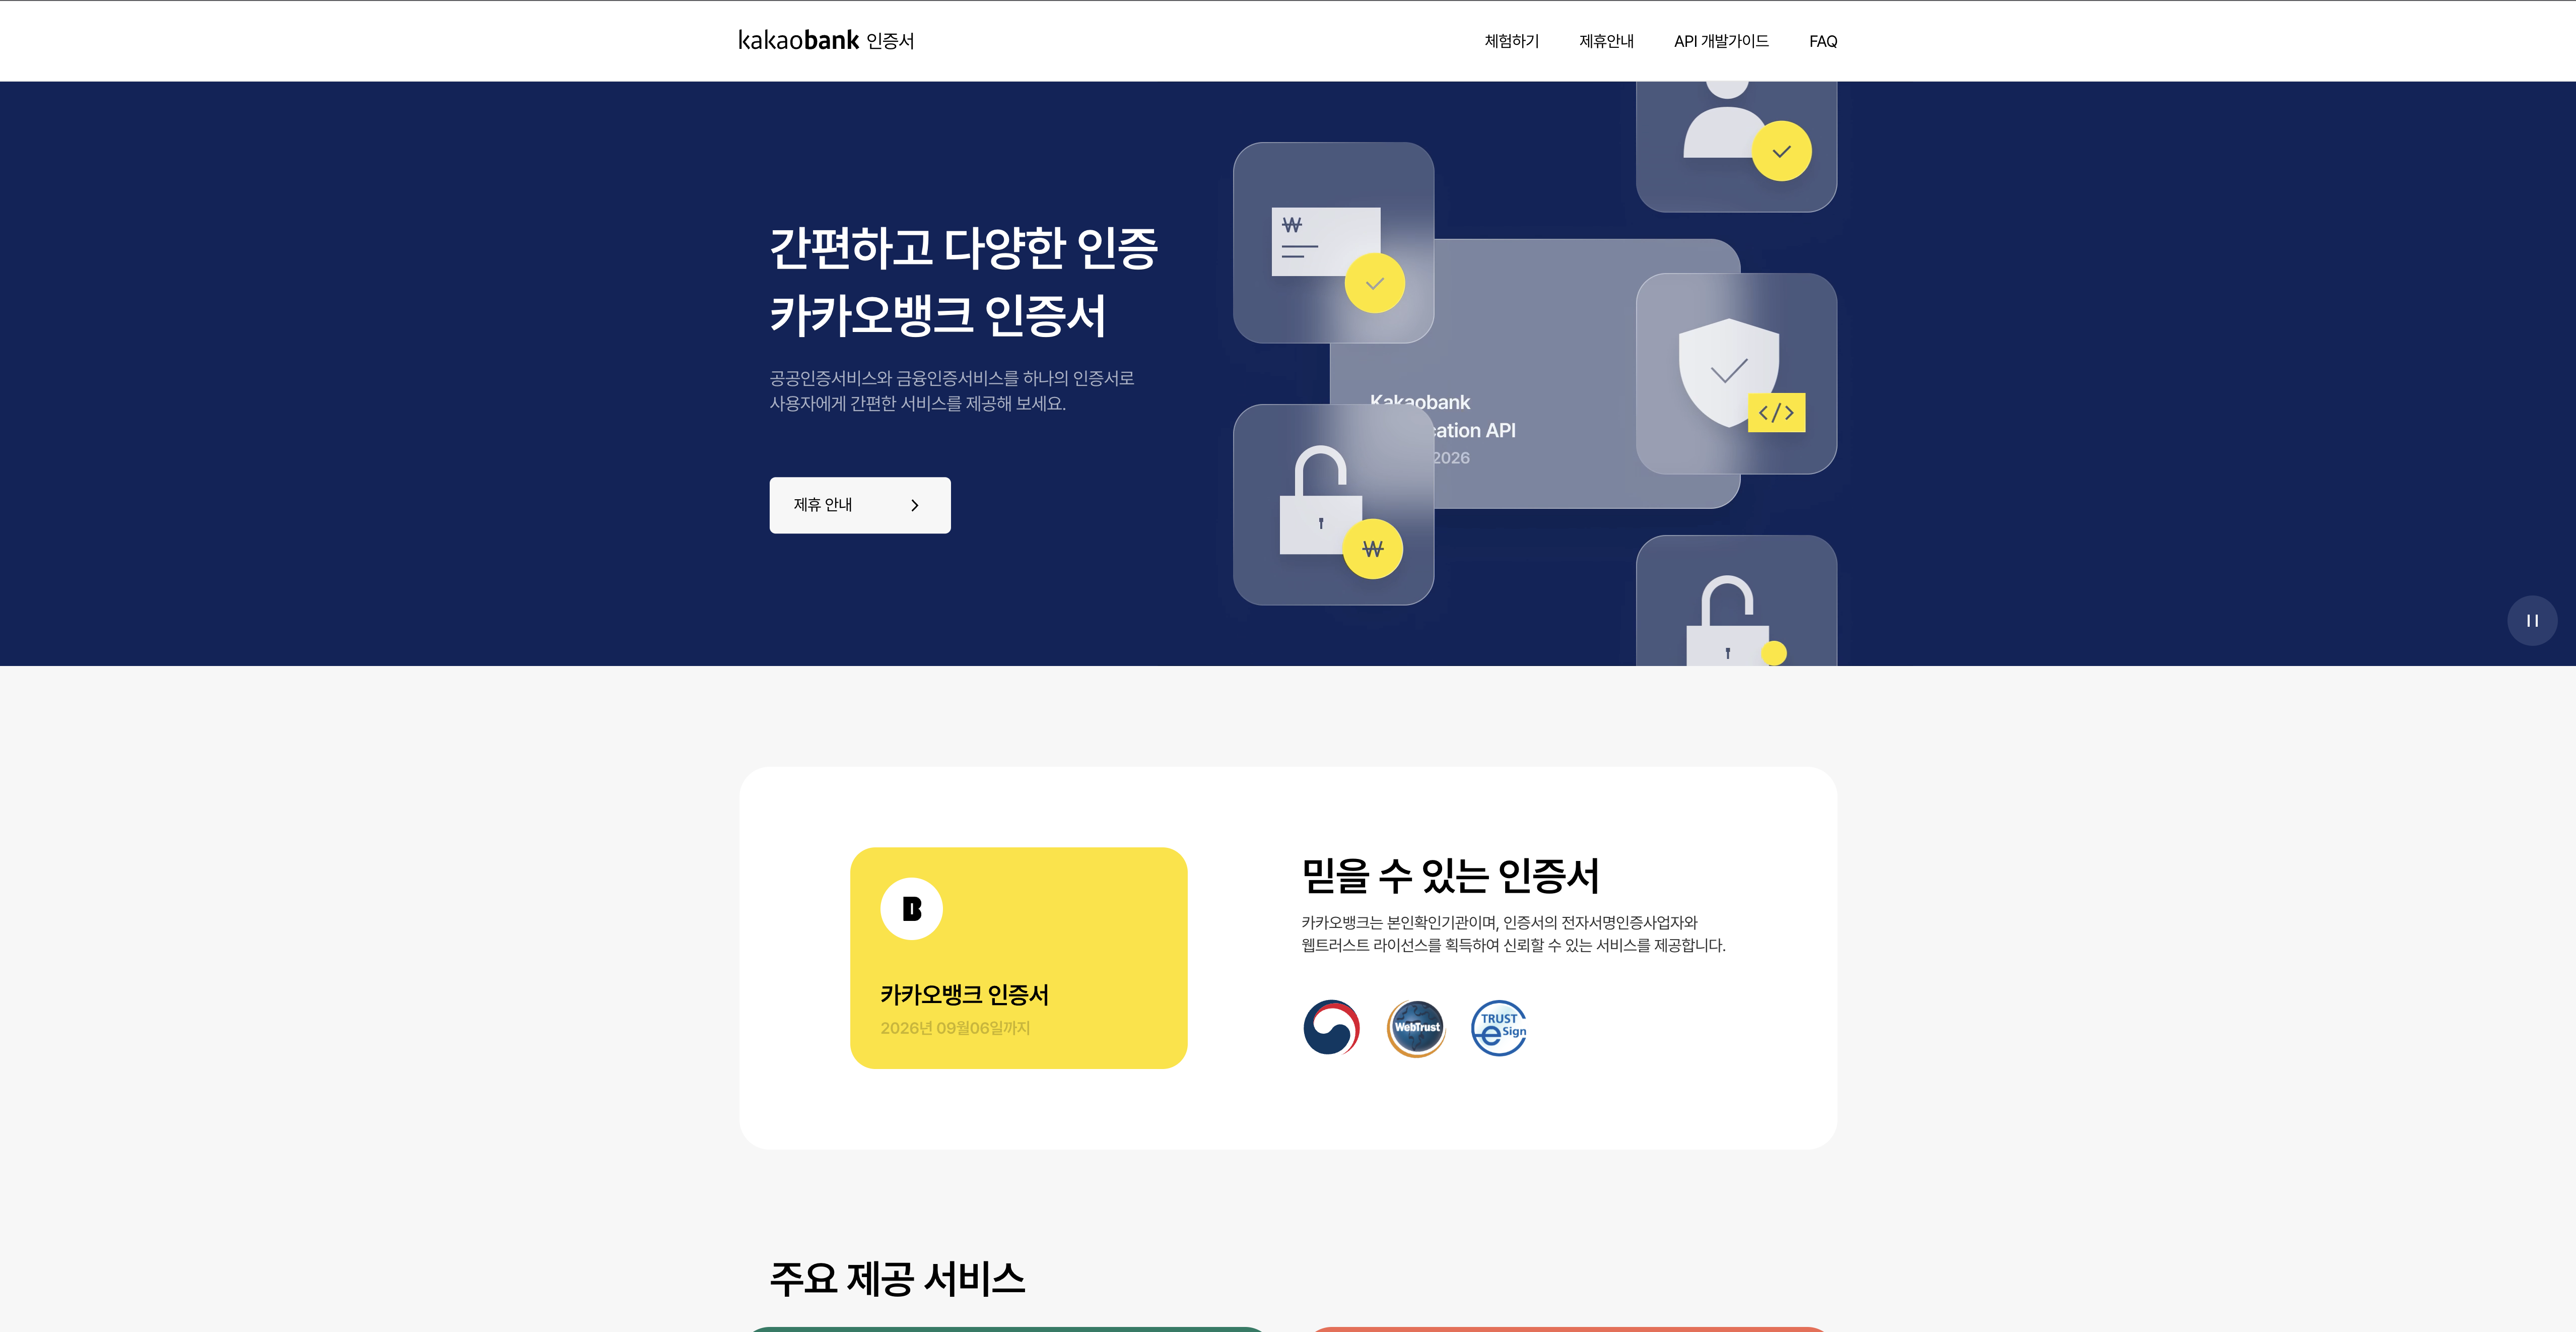 kakaobank 인증서
체험하기
제휴안내
API 개발가이드
FAQ
간편하고 다양한 인증
카카오뱅크 인증서
공공인증서비스와 금융인증서비스를 하나의 인증서로
사용자에게 간편한 서비스를 제공해 보세요.
제휴 안내
₩
Kakaobank
API
2026
</>
₩
B
카카오뱅크 인증서
2026년 09월06일까지
믿을 수 있는 인증서
카카오뱅크는 본인확인기관이며, 인증서의 전자서명인증사업자와
웹트러스트 라이선스를 획득하여 신뢰할 수 있는 서비스를 제공합니다.
WebTrust
TRUST
e Sign
주요 제공 서비스